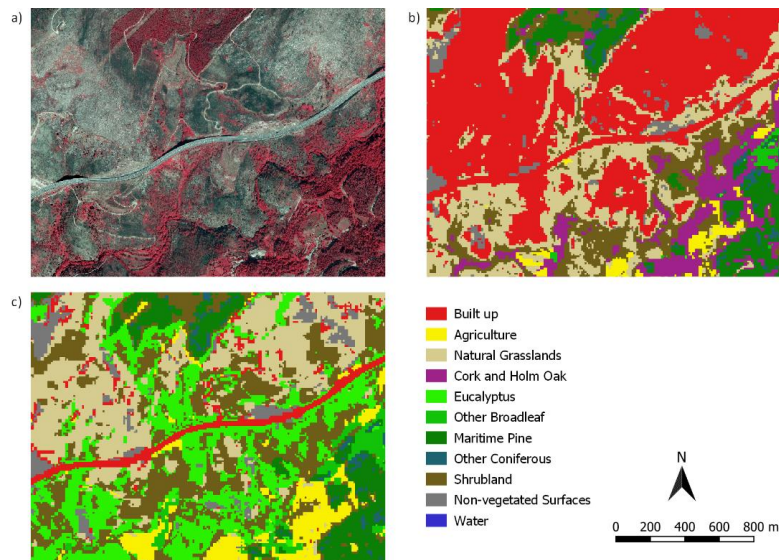 a)
b)
c)
Built up
Agriculture
Natural Grasslands
Cork and Holm Oak
Eucalyptus
Other Broadleaf
Maritime Pine
Other Coniferous
Shrubland
Non-vegetated Surfaces
Water
N
0 200 400 600 800 m